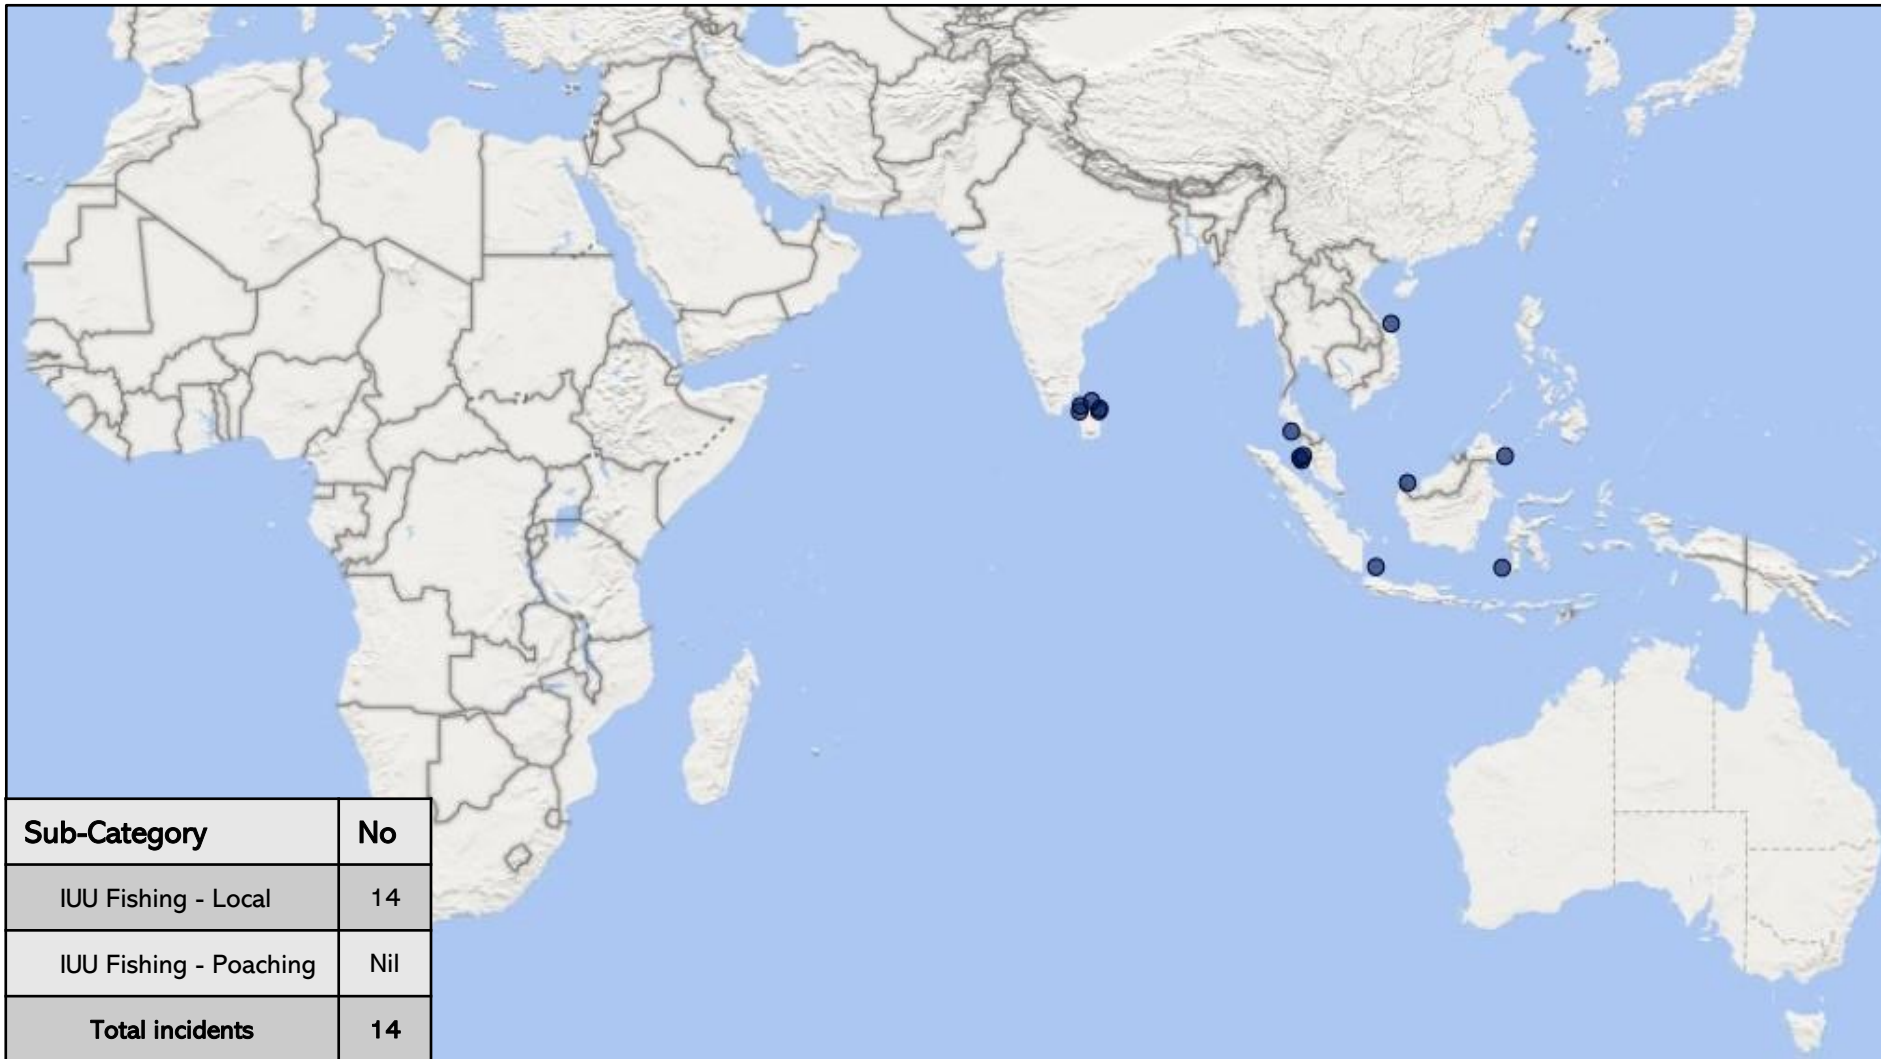 Sub-Category No
IUU Fishing - Local 14
IUU Fishing - Poaching Nil
Total incidents 14